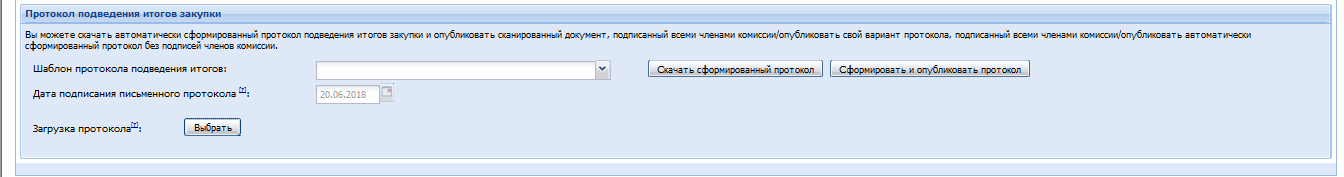 Протокол подведения итогов закупки
Вы можете скачать автоматически сформированный протокол подведения итогов закупки и опубликовать сканированный документ, подписанный всеми членами комиссии/опубликовать свой вариант протокола, подписанный всеми членами комиссии/опубликовать автоматически
сформированный протокол без подписей членов комиссии.
Шаблон протокола подведения итогов: Скачать сформированный протокол Сформировать и опубликовать протокол
Дата подписания письменного протокола [?]: 20.06.2018
Загрузка протокола[?]: Выбрать